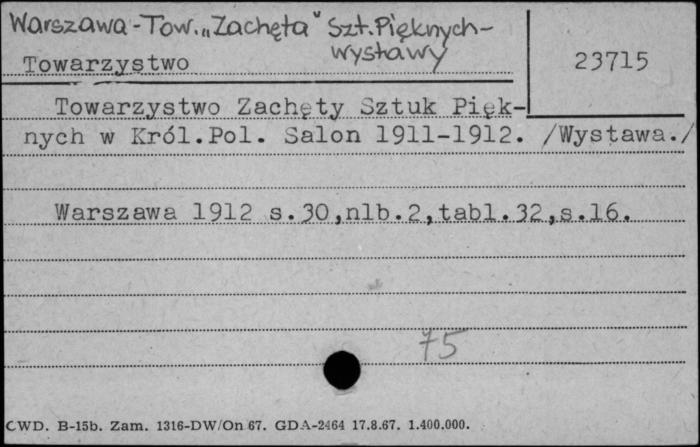 Warszawa-Tow. „Zachęta" Szt. Pięknych-
wystawy
Towarzystwo
23715
Towarzystwo Zachęty Sztuk Pięk-
nych w Król.Pol. Salon 1911-1912. /Wystawa./
Warszawa 1912 s.30,nlb.2,tabl.32,s.16.
75
CWD. B-15b. Zam. 1316-DW/On 67. GDA-2464 17.8.67. 1.400.000.